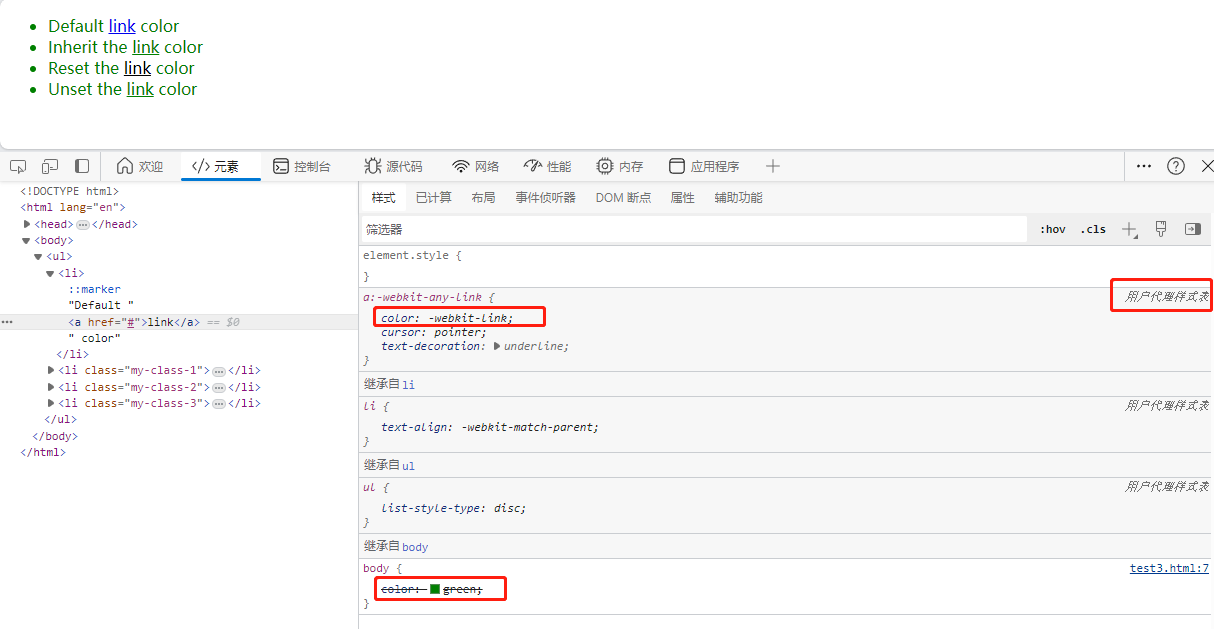 Default link color
Inherit the link color
Reset the link color
Unset the link color
欢迎
元素
控制台
源代码
网络
性能
内存
应用程序
<!DOCTYPE html>
<html lang="en">
<head> … </head>
<body>
<ul>
<li>
::marker
"Default "
<a href="#">link</a> == $0
" color"
</li>
<li class="my-class-1"> … </li>
<li class="my-class-2"> … </li>
<li class="my-class-3"> … </li>
</ul>
</body>
</html>
样式 已计算 布局 事件侦听器 DOM 断点 属性 辅助功能
筛选器 :hov .cls
element.style {
}
a:-webkit-any-link { 用户代理样式表
color: -webkit-link;
cursor: pointer;
text-decoration: underline;
}
继承自 li
li { 用户代理样式表
text-align: -webkit-match-parent;
}
继承自 ul
ul { 用户代理样式表
list-style-type: disc;
}
继承自 body
body { test3.html:7
color: green;
}